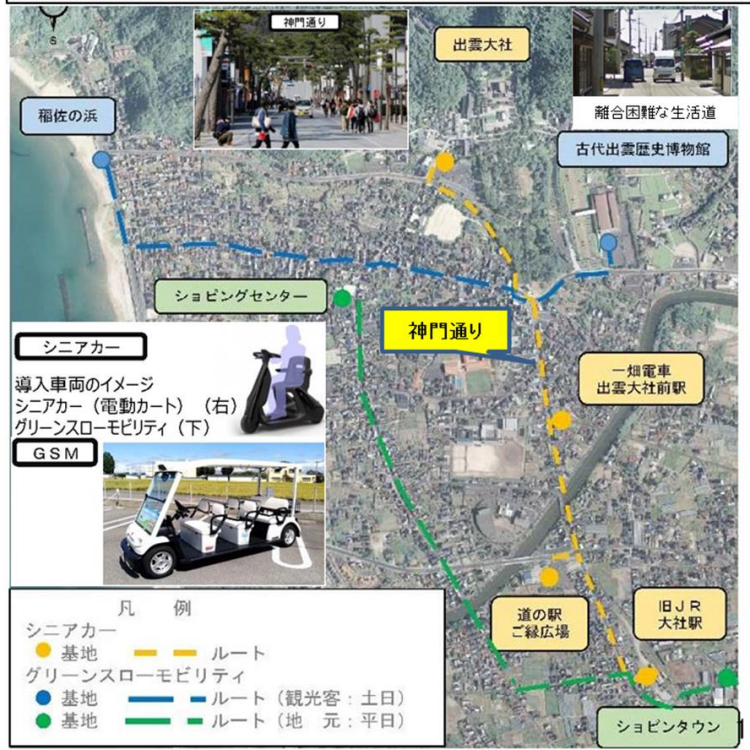 S
神門通り
出雲大社
離合困難な生活道
稲佐の浜
古代出雲歴史博物館
ショピングセンター
神門通り
シニアカー
導入車両のイメージ
シニアカー（電動カート）（右）
グリーンスローモビリティ（下）
GSM
一畑電車
出雲大社前駅
道の駅
ご縁広場
旧JR
大社駅
ショピンタウン
凡例
シニアカー
基地 ルート
グリーンスローモビリティ
基地 ルート（観光客：土日）
基地 ルート（地 元：平日）